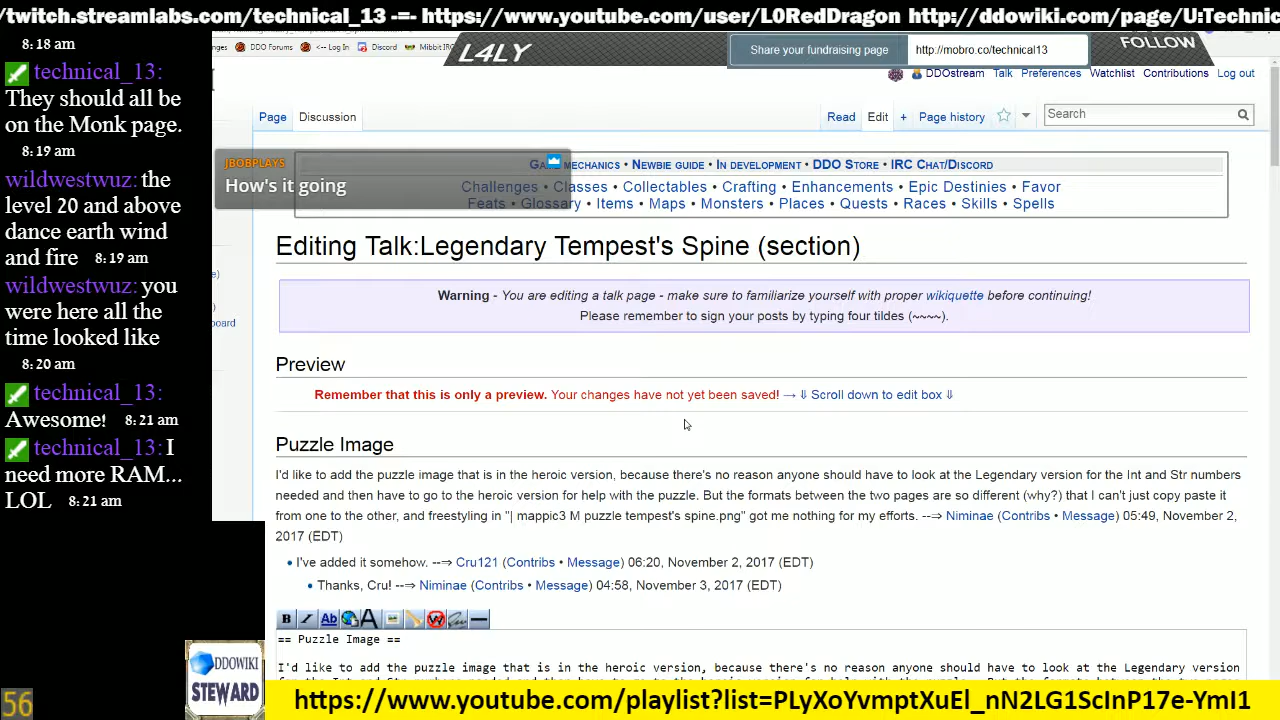 /twitch.streamlabs.com/technical_13 -=- https://www.youtube.com/user/L0RedDragon http://ddowiki.com/page/U:Technic
8:18 am
technical_13:
They should all be
on the Monk page.
8:19 am
wildwestwuz: the
level 20 and above
dance earth wind
and fire 8:19 am
wildwestwuz: you
were here all the
time looked like
8:20 am
technical_13:
Awesome! 8:21 am
technical_13: I
need more RAM...
LOL 8:21 am
nges DDO Forums <-- Log In Discord Mibbit IR
L4LY
Share your fundraising page http://mobro.co/technical13
FOLLOW
DDOstream Talk Preferences Watchlist Contributions Log out
Page Discussion Read Edit + Page history Search
JBOBPLAYS
How's it going
MECHANICS • NEWBIE GUIDE • IN DEVELOPMENT • DDO STORE • IRC CHAT/DISCORD
Challenges • Classes • Collectables • Crafting • Enhancements • Epic Destinies • Favor
Feats • Glossary • Items • Maps • Monsters • Places • Quests • Races • Skills • Spells
Editing Talk:Legendary Tempest's Spine (section)
Warning - You are editing a talk page - make sure to familiarize yourself with proper wikiquette before continuing!
Please remember to sign your posts by typing four tildes (~~~~).
e)
)
board
Preview
Remember that this is only a preview. Your changes have not yet been saved! → ⇓ Scroll down to edit box ⇓
Puzzle Image
I'd like to add the puzzle image that is in the heroic version, because there's no reason anyone should have to look at the Legendary version for the Int and Str numbers
needed and then have to go to the heroic version for help with the puzzle. But the formats between the two pages are so different (why?) that I can't just copy paste it
from one to the other, and freestyling in "| mappic3 M puzzle tempest's spine.png" got me nothing for my efforts. --⇒ Niminae (Contribs • Message) 05:49, November 2,
2017 (EDT)
• I've added it somehow. --⇒ Cru121 (Contribs • Message) 06:20, November 2, 2017 (EDT)
• Thanks, Cru! --⇒ Niminae (Contribs • Message) 04:58, November 3, 2017 (EDT)
B I Ab A W
== Puzzle Image ==
I'd like to add the puzzle image that is in the heroic version, because there's no reason anyone should have to look at the Legendary version
DDOWIKI
STEWARD
56
https://www.youtube.com/playlist?list=PLyXoYvmptXuEl_nN2LG1ScInP17e-YmI1